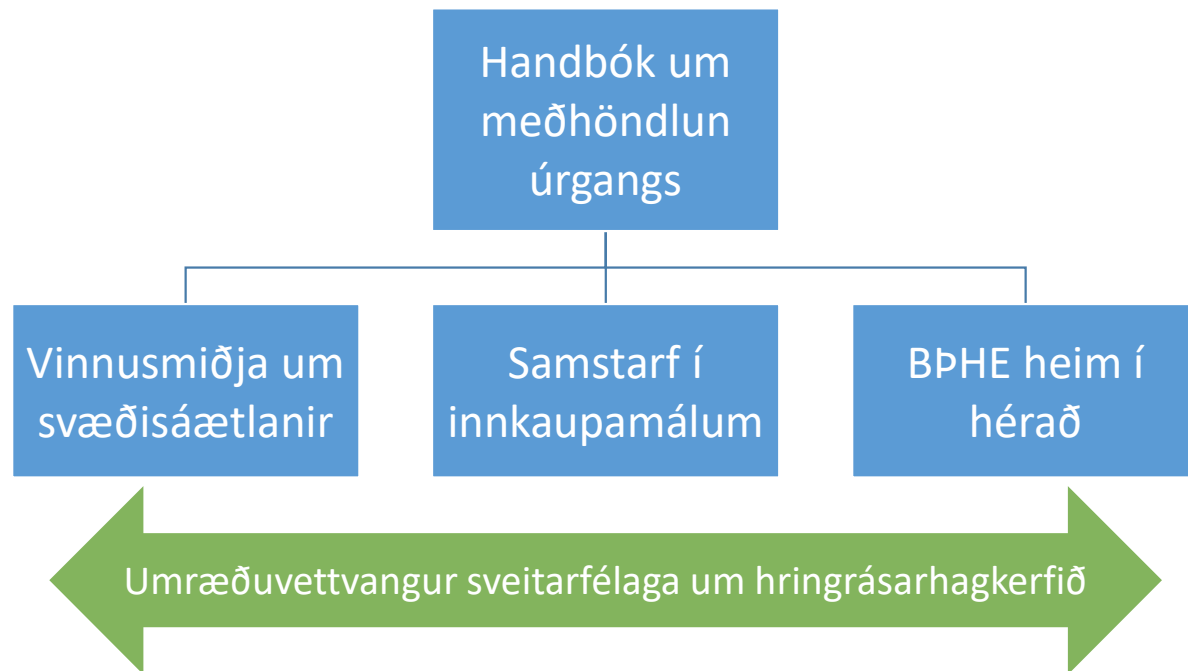 Handbók um
meðhöndlun
úrgangs
Vinnusmiðja um
svæðisáætlanir
Samstarf í
innkaupamálum
BÞHE heim í
hérað
Umræðuvettvangur sveitarfélaga um hringrásarhagkerfið